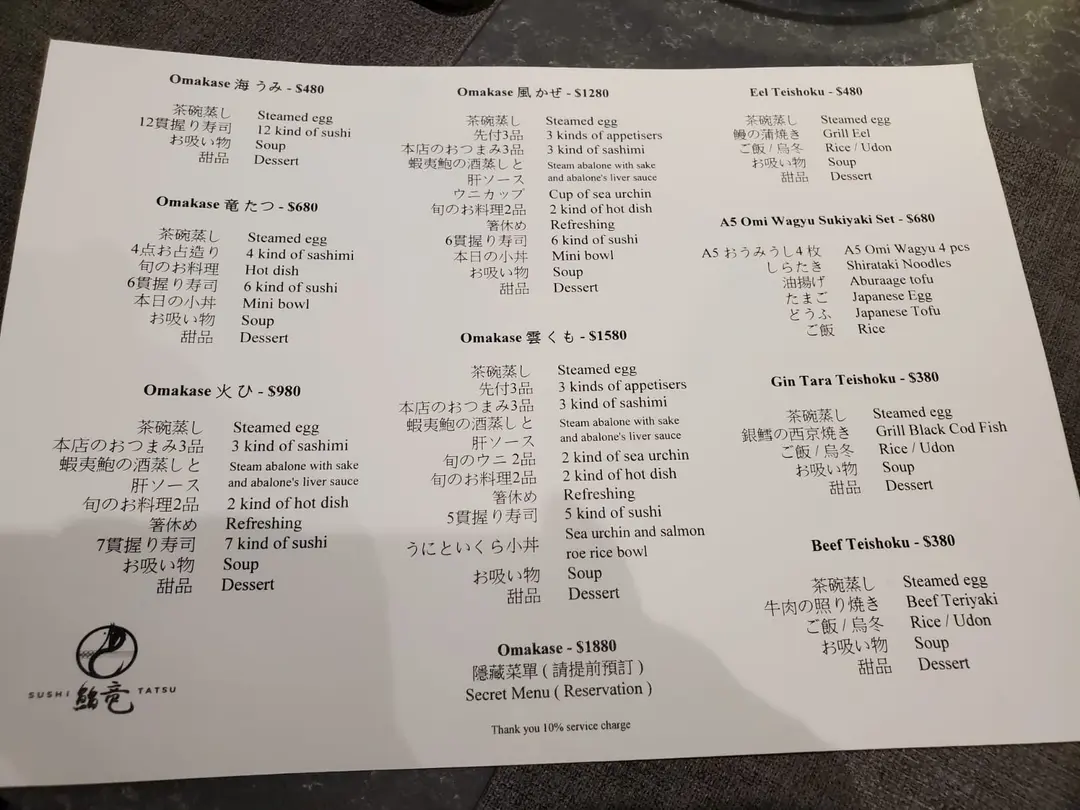 Omakase 海 うみ - $480
茶碗蒸し Steamed egg
12貫握り寿司 12 kind of sushi
お吸い物 Soup
甜品 Dessert
Omakase 竜 たつ - $680
茶碗蒸し Steamed egg
4点お占造り 4 kind of sashimi
旬のお料理 Hot dish
6貫握り寿司 6 kind of sushi
本日の小丼 Mini bowl
お吸い物 Soup
甜品 Dessert
Omakase 火 ひ - $980
茶碗蒸し Steamed egg
本店のおつまみ3品 3 kind of sashimi
蝦夷鮑の酒蒸しと Steam abalone with sake
肝ソース and abalone's liver sauce
旬のお料理2品 2 kind of hot dish
箸休め Refreshing
7貫握り寿司 7 kind of sushi
お吸い物 Soup
甜品 Dessert
SUSHI 鮨竜 TATSU
Omakase 風 かぜ - $1280
茶碗蒸し Steamed egg
先付3品 3 kinds of appetisers
本店のおつまみ3品 3 kind of sashimi
蝦夷鮑の酒蒸しと Steam abalone with sake
肝ソース and abalone's liver sauce
ウニカップ Cup of sea urchin
旬のお料理2品 2 kind of hot dish
箸休め Refreshing
6貫握り寿司 6 kind of sushi
本日の小丼 Mini bowl
お吸い物 Soup
甜品 Dessert
Omakase 雲 くも - $1580
茶碗蒸し Steamed egg
先付3品 3 kinds of appetisers
本店のおつまみ3品 3 kind of sashimi
蝦夷鮑の酒蒸しと Steam abalone with sake
肝ソース and abalone's liver sauce
旬のウニ 2品 2 kind of sea urchin
旬のお料理2品 2 kind of hot dish
箸休め Refreshing
5貫握り寿司 5 kind of sushi
うにといくら小丼 Sea urchin and salmon
roe rice bowl
お吸い物 Soup
甜品 Dessert
Omakase - $1880
隱藏菜單 ( 請提前預訂 )
Secret Menu ( Reservation )
Thank you 10% service charge
Eel Teishoku - $480
茶碗蒸し Steamed egg
鰻の蒲焼き Grill Eel
ご飯 / 烏冬 Rice / Udon
お吸い物 Soup
甜品 Dessert
A5 Omi Wagyu Sukiyaki Set - $680
A5 おうみうし4 枚 A5 Omi Wagyu 4 pcs
しらたき Shirataki Noodles
油揚げ Aburaage tofu
たまご Japanese Egg
どうふ Japanese Tofu
ご飯 Rice
Gin Tara Teishoku - $380
茶碗蒸し Steamed egg
銀鱈の西京焼き Grill Black Cod Fish
ご飯 / 烏冬 Rice / Udon
お吸い物 Soup
甜品 Dessert
Beef Teishoku - $380
茶碗蒸し Steamed egg
牛肉の照り焼き Beef Teriyaki
ご飯 / 烏冬 Rice / Udon
お吸い物 Soup
甜品 Dessert